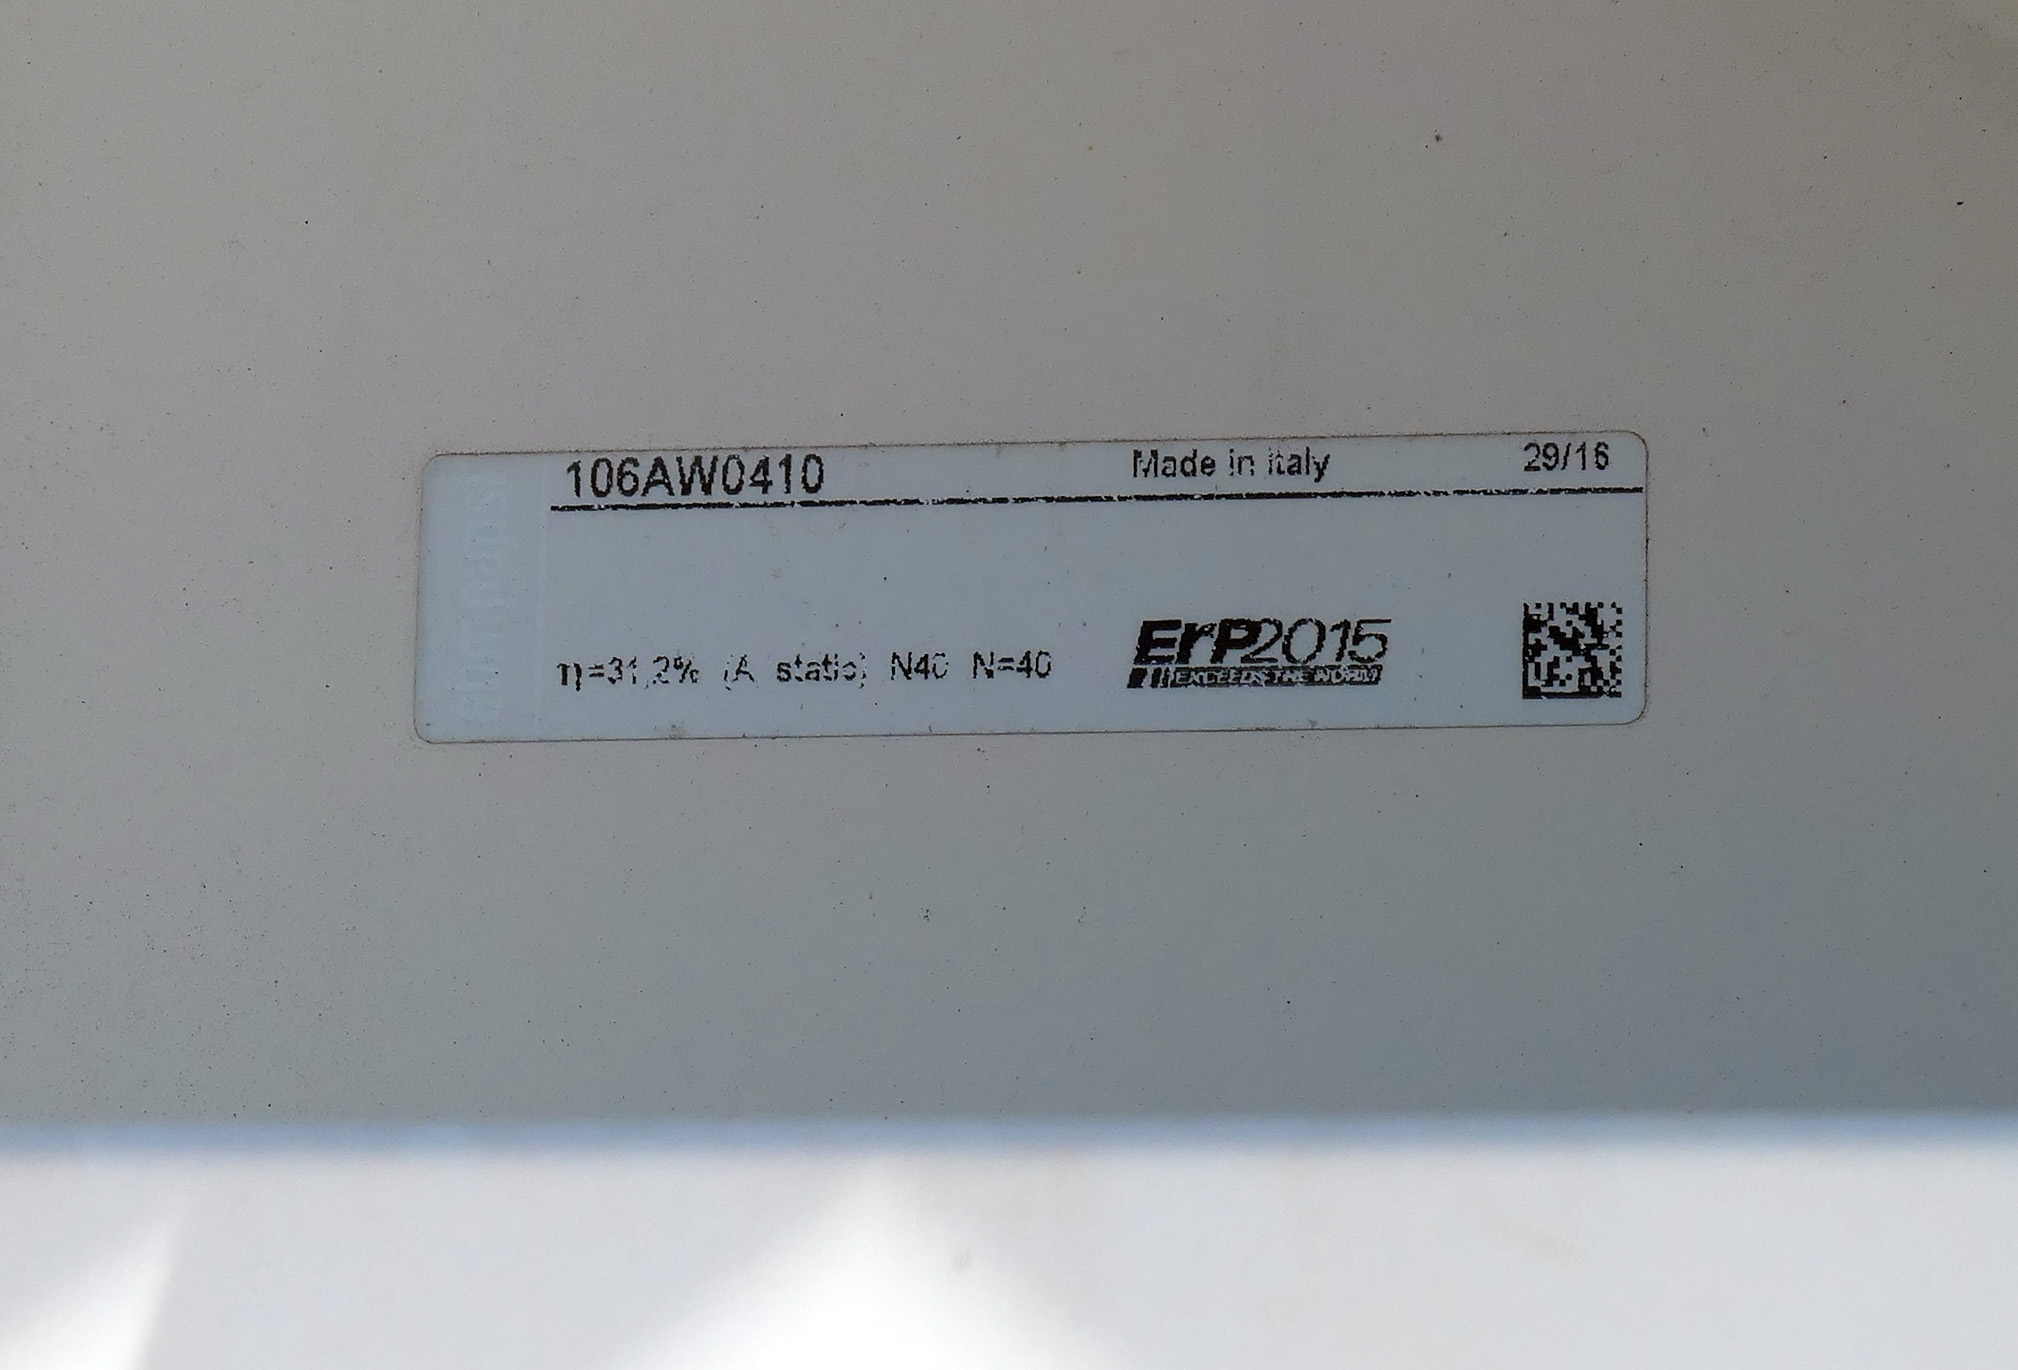 106AW0410 Made in Italy 29/16
η=31,2% (A static) N40 N=40
ErP2015
EXCEEDS THE NORM